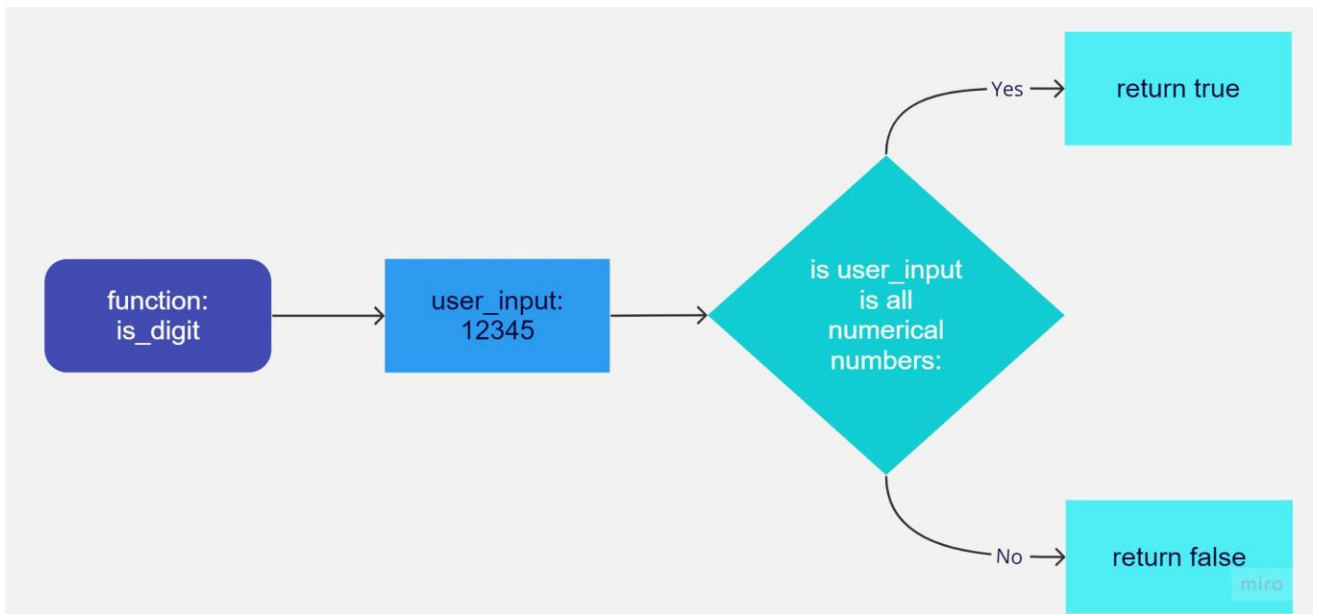 function:
is_digit
user_input:
12345
is user_input
is all
numerical
numbers:
Yes
return true
No
return false
miro